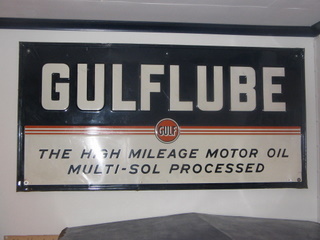 GULFLUBE
GULF
THE HIGH MILEAGE MOTOR OIL
MULTI-SOL PROCESSED